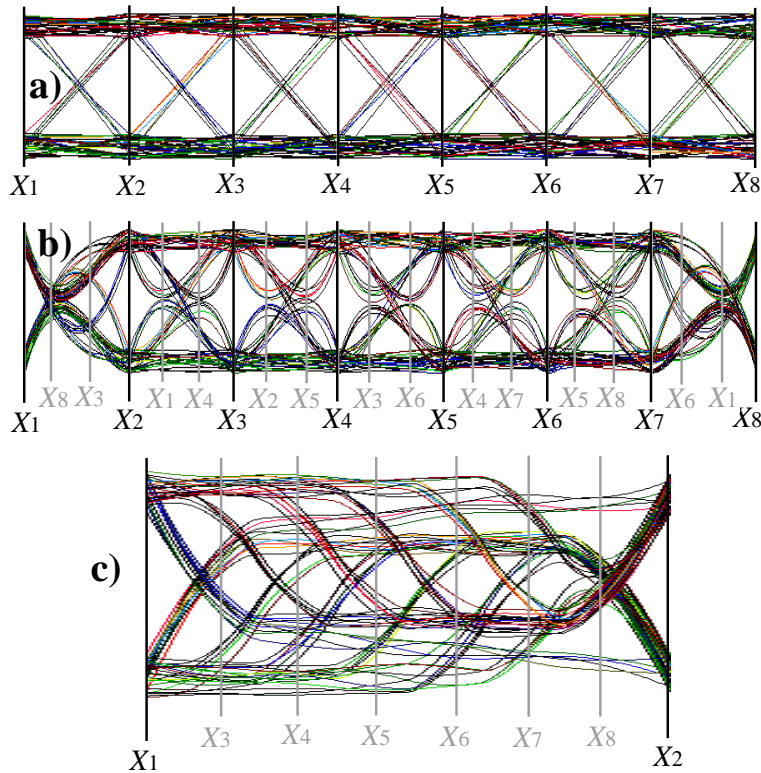 a)
X1 X2 X3 X4 X5 X6 X7 X8
b)
X8 X3 X1 X4 X2 X5 X3 X6 X4 X7 X5 X8 X6 X1
X1 X2 X3 X4 X5 X6 X7 X8
c)
X3 X4 X5 X6 X7 X8
X1 X2